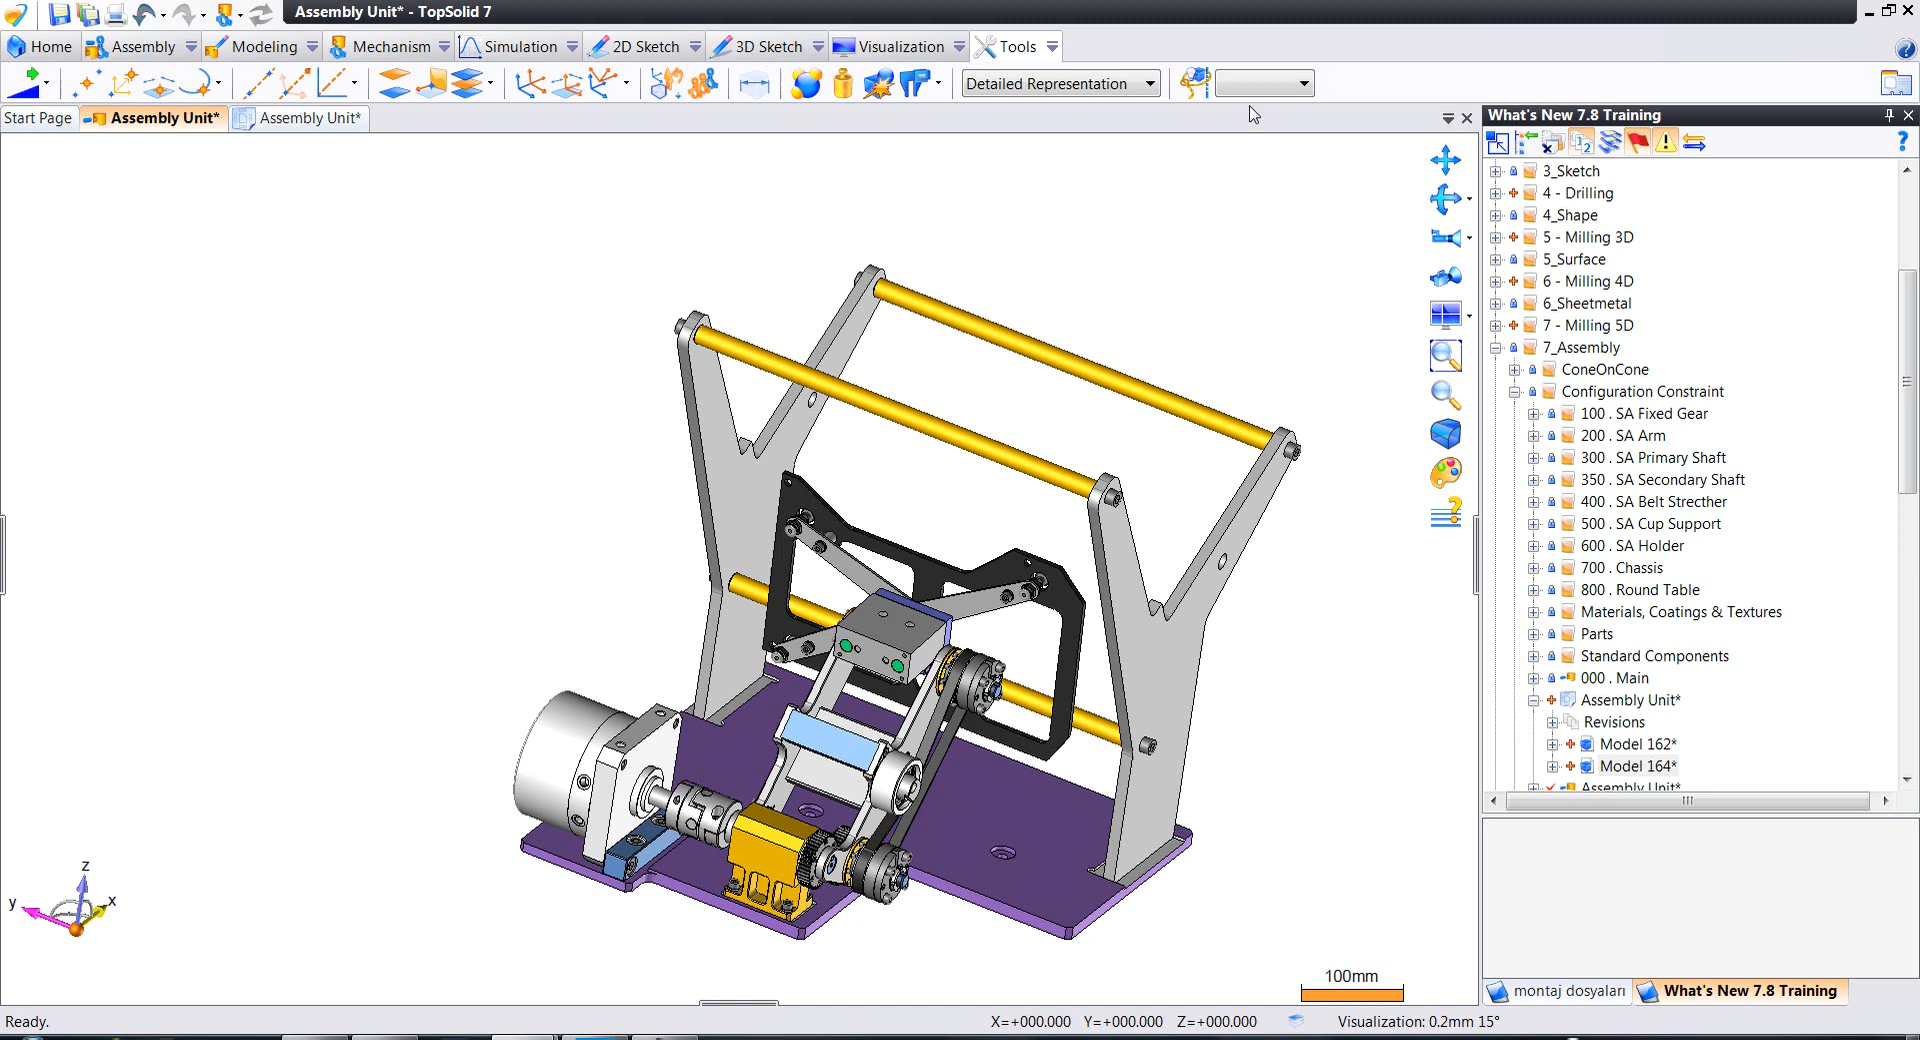 Assembly Unit* - TopSolid 7
Home Assembly Modeling Mechanism Simulation 2D Sketch 3D Sketch Visualization Tools
Detailed Representation
Start Page Assembly Unit* Assembly Unit*
What's New 7.8 Training
3_Sketch
4 - Drilling
4_Shape
5 - Milling 3D
5_Surface
6 - Milling 4D
6_Sheetmetal
7 - Milling 5D
7_Assembly
ConeOnCone
Configuration Constraint
100 . SA Fixed Gear
200 . SA Arm
300 . SA Primary Shaft
350 . SA Secondary Shaft
400 . SA Belt Strecther
500 . SA Cup Support
600 . SA Holder
700 . Chassis
800 . Round Table
Materials, Coatings & Textures
Parts
Standard Components
000 . Main
Assembly Unit*
Revisions
Model 162*
Model 164*
Assembly Unit*
z
y
x
100mm
montaj dosyaları What's New 7.8 Training
Ready.
X=+000.000 Y=+000.000 Z=+000.000 Visualization: 0.2mm 15°